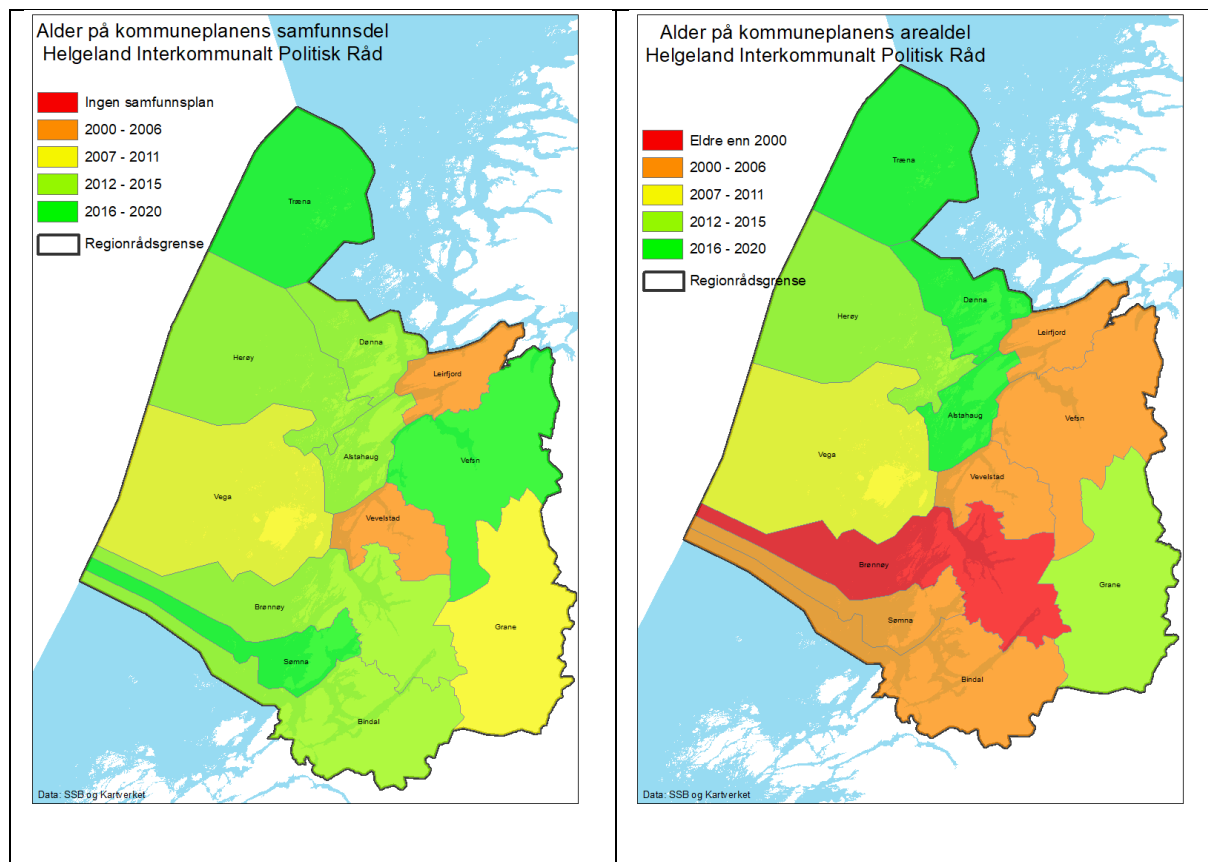 Alder på kommuneplanens samfunnsdel
Helgeland Interkommunalt Politisk Råd
Ingen samfunnsplan
2000 - 2006
2007 - 2011
2012 - 2015
2016 - 2020
Regionrådsgrense
Træna
Herøy
Dønna
Leirfjord
Alstahaug
Vefsn
Vega
Vevelstad
Brønnøy
Grane
Sømna
Bindal
Data: SSB og Kartverket
Alder på kommuneplanens arealdel
Helgeland Interkommunalt Politisk Råd
Eldre enn 2000
2000 - 2006
2007 - 2011
2012 - 2015
2016 - 2020
Regionrådsgrense
Træna
Dønna
Herøy
Leirfjord
Alstahaug
Vefsn
Vega
Vevelstad
Brønnøy
Grane
Sømna
Bindal
Data: SSB og Kartverket